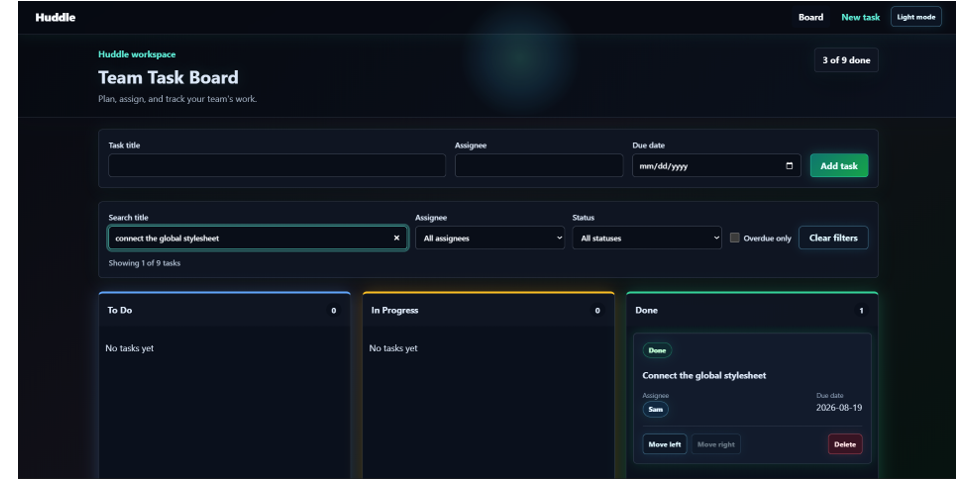 Huddle
Board
New task
Light mode
Huddle workspace
Team Task Board
Plan, assign, and track your team's work.
3 of 9 done
Task title
Assignee
Due date
mm/dd/yyyy
Add task
Search title
Assignee
Status
connect the global stylesheet
All assignees
All statuses
Overdue only
Clear filters
Showing 1 of 9 tasks
To Do
0
No tasks yet
In Progress
0
No tasks yet
Done
1
Done
Connect the global stylesheet
Assignee
Sam
Due date
2026-08-19
Move left
Move right
Delete